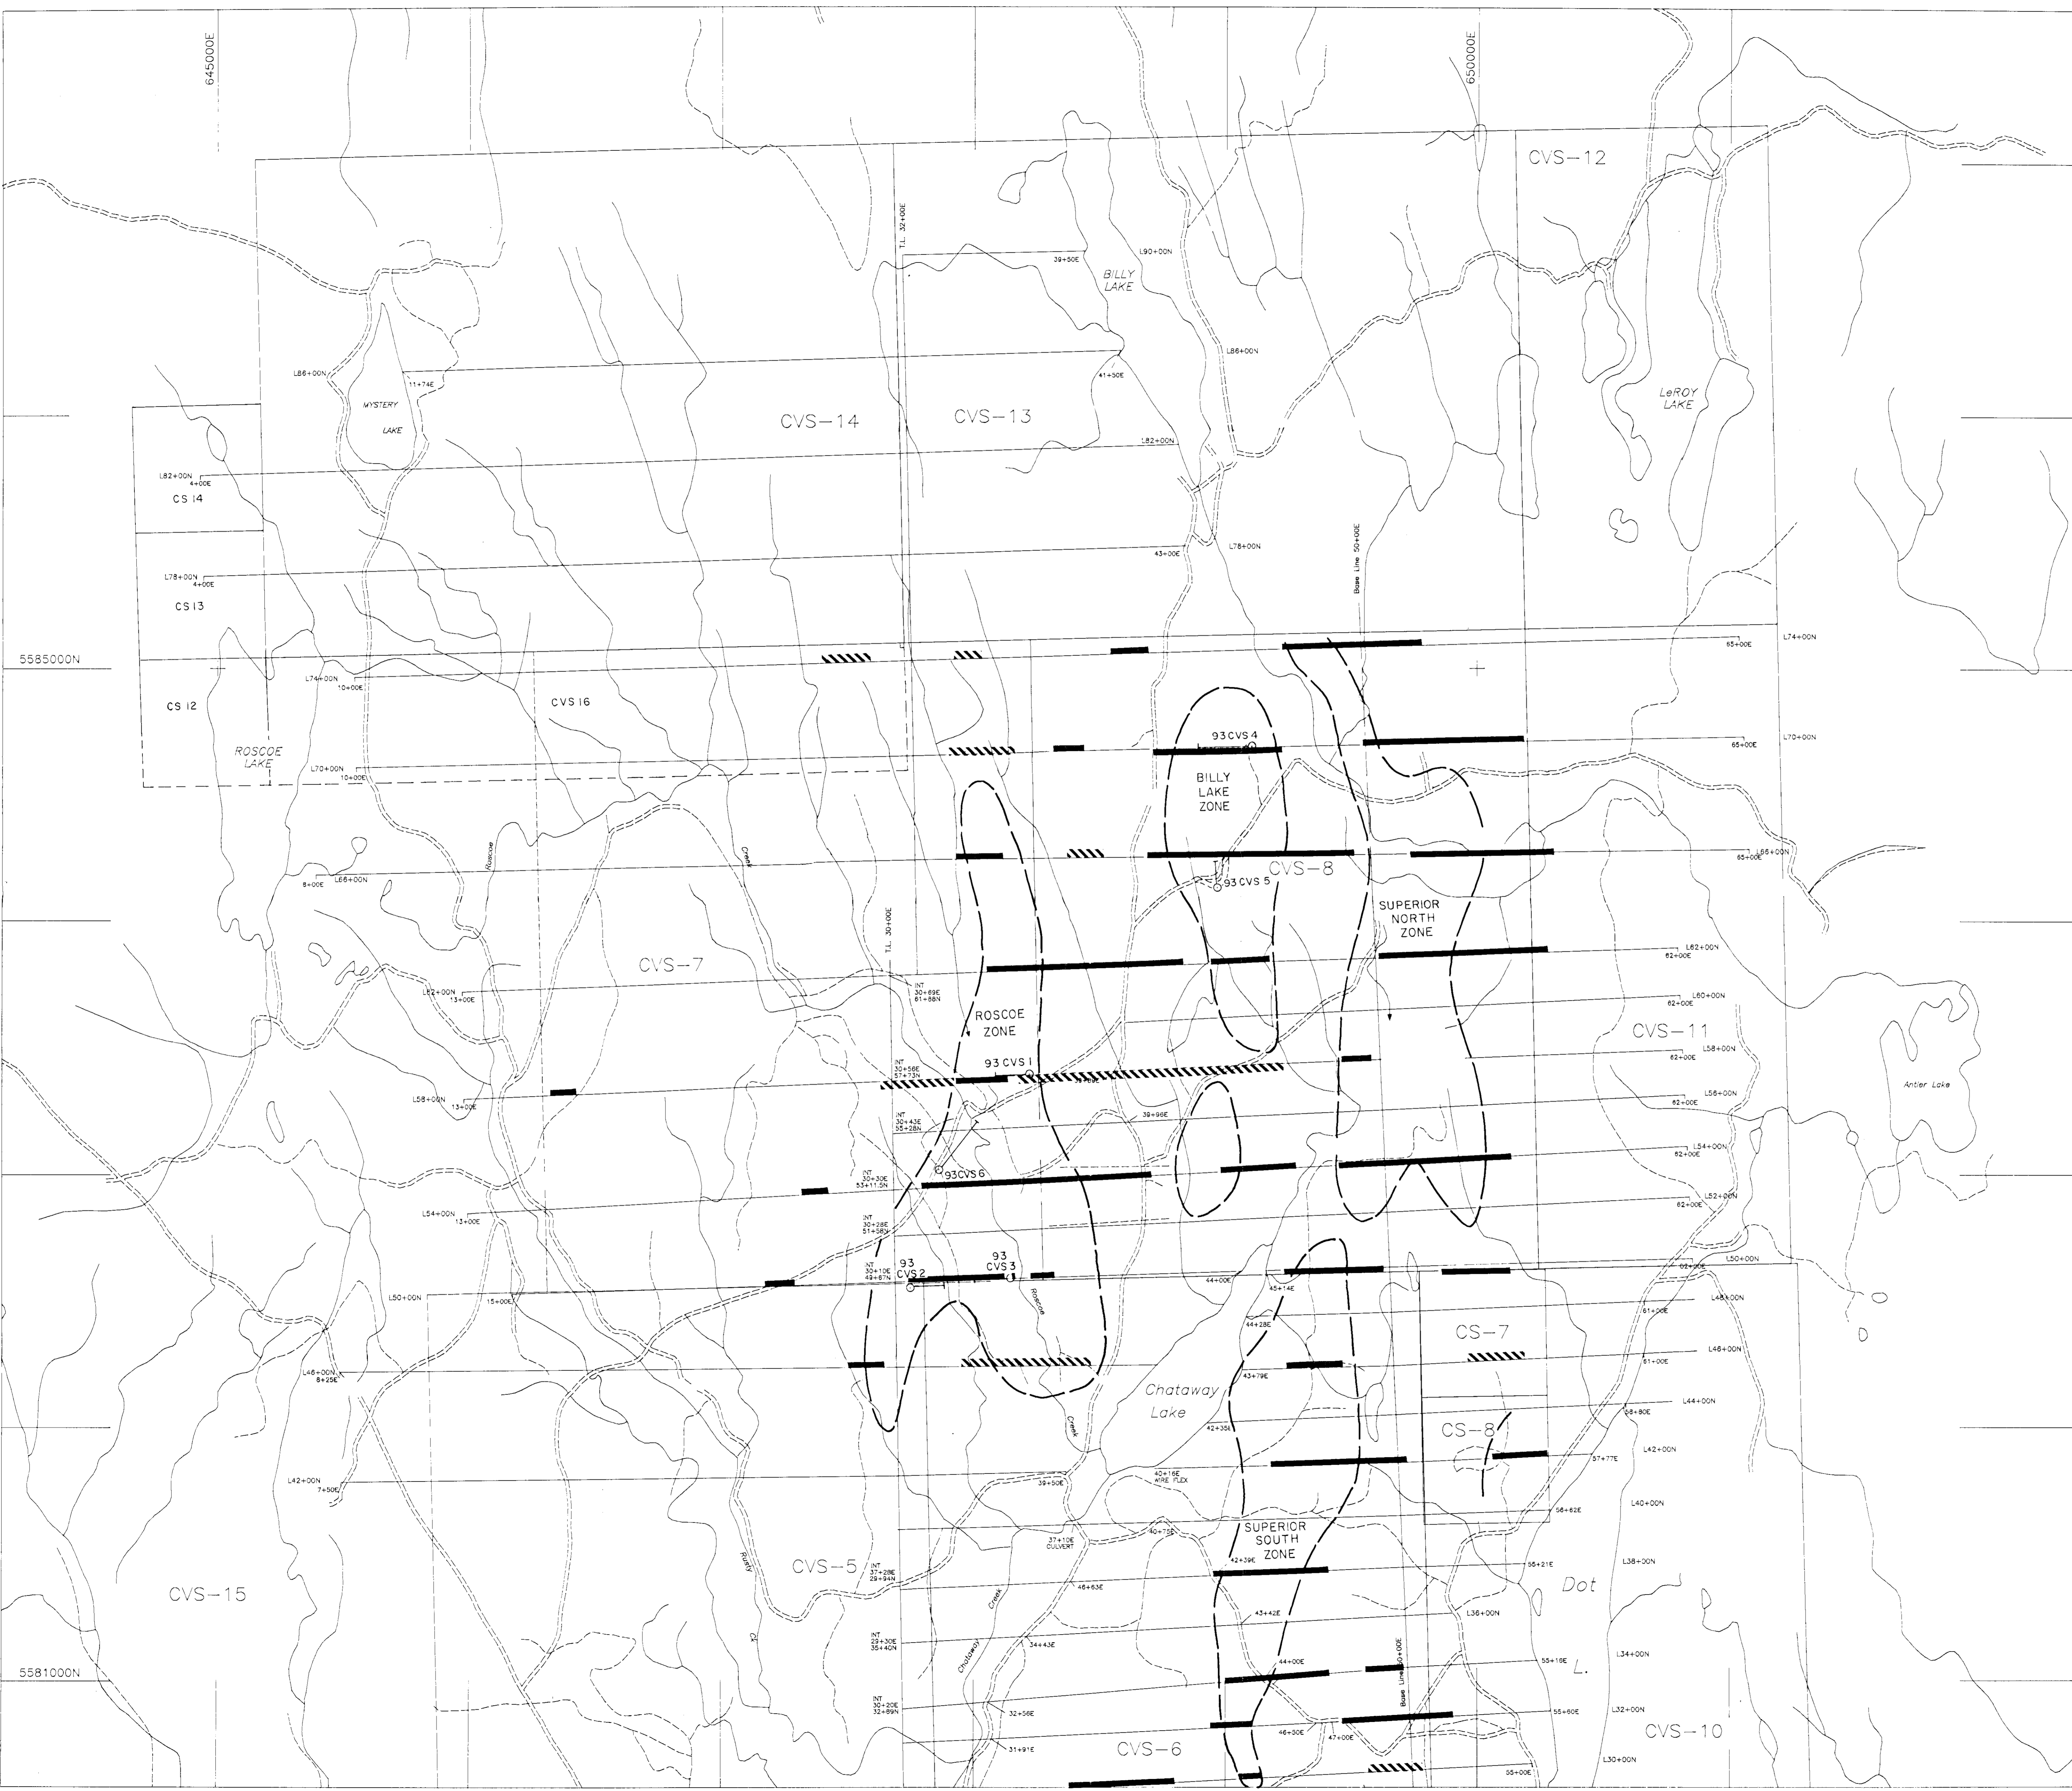 645000E
650000E
CVS-12
T.L. 32+00E
39+50E
L90+00N
BILLY
LAKE
L86+00N
L86+00N
11+74E
41+50E
MYSTERY
LAKE
LeROY
LAKE
CVS-14
CVS-13
L82+00N
L82+00N
4+00E
CS 14
Base Line 50+00E
43+00E
L78+00N
L78+00N
4+00E
CS 13
L74+00N
65+00E
5585000N
L74+00N
10+00E
CS 12
CVS 16
93 CVS 4
L70+00N
65+00E
ROSCOE
LAKE
L70+00N
10+00E
BILLY
LAKE
ZONE
Roscoe
Creek
L66+00N
65+00E
8+00E
L66+00N
CVS-8
93 CVS 5
SUPERIOR
NORTH
ZONE
T.L. 30+00E
CVS-7
L62+00N
62+00E
L62+00N
13+00E
INT
30+69E
61+88N
L60+00N
62+00E
ROSCOE
ZONE
CVS-11
L58+00N
62+00E
93 CVS 1
INT
30+56E
57+73N
L58+00N
13+00E
Antler Lake
L56+00N
62+00E
INT
30+43E
55+28N
39+96E
L54+00N
62+00E
93CVS6
INT
30+30E
53+11.5N
L54+00N
13+00E
L52+00N
62+00E
INT
30+28E
51+58N
L50+00N
62+00E
INT
30+10E
49+67N
93
CVS 2
93
CVS 3
44+00E
45+14E
L50+00N
15+00E
Roscoe
L48+00N
61+00E
44+28E
CS-7
L46+00N
61+00E
L46+00N
8+25E
43+79E
Chataway
Lake
L44+00N
58+80E
42+35E
CS-8
Creek
L42+00N
57+77E
L42+00N
7+50E
39+50E
40+16E
WIRE FLEX
L40+00N
56+62E
SUPERIOR
SOUTH
ZONE
37+10E
CULVERT
40+75E
Rusty
Ck
CVS-5
INT
37+28E
29+94N
42+39E
L38+00N
55+21E
CVS-15
46+63E
Dot
L.
Creek
Chataway
43+42E
L36+00N
INT
29+30E
35+40N
34+43E
L34+00N
55+16E
44+00E
5581000N
Base Line 50+00E
INT
30+20E
32+89N
32+56E
L32+00N
55+60E
46+50E
47+00E
CVS-10
31+91E
CVS-6
L30+00N
55+00E